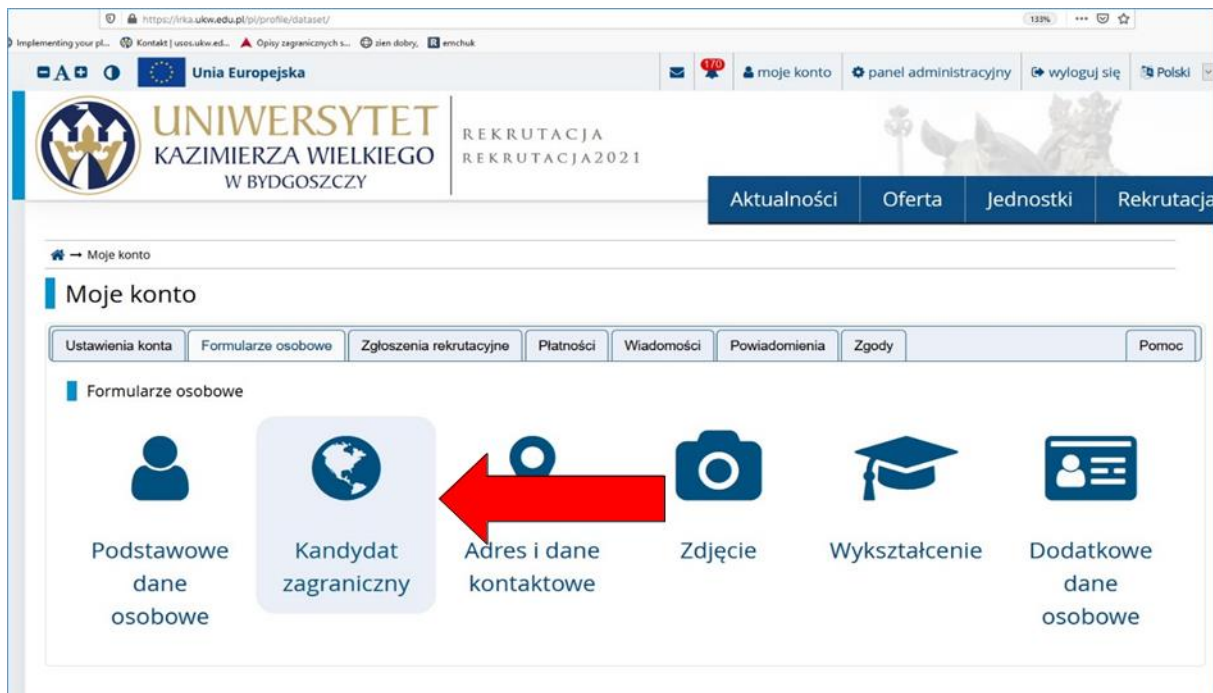 https://irka.ukw.edu.pl/pl/profile/dataset/
133%
Implementing your pl... Kontakt | usos.ukw.ed... Opisy zagranicznych s... zien dobry, emchuk
A Unia Europejska 170 moje konto panel administracyjny wyloguj się Polski
UNIWERSYTET
KAZIMIERZA WIELKIEGO
W BYDGOSZCZY
REKRUTACJA
REKRUTACJA2021
Aktualności Oferta Jednostki Rekrutacja
→ Moje konto
Moje konto
Ustawienia konta Formularze osobowe Zgłoszenia rekrutacyjne Płatności Wiadomości Powiadomienia Zgody Pomoc
Formularze osobowe
Podstawowe
dane
osobowe
Kandydat
zagraniczny
Adres i dane
kontaktowe
Zdjęcie
Wykształcenie
Dodatkowe
dane
osobowe